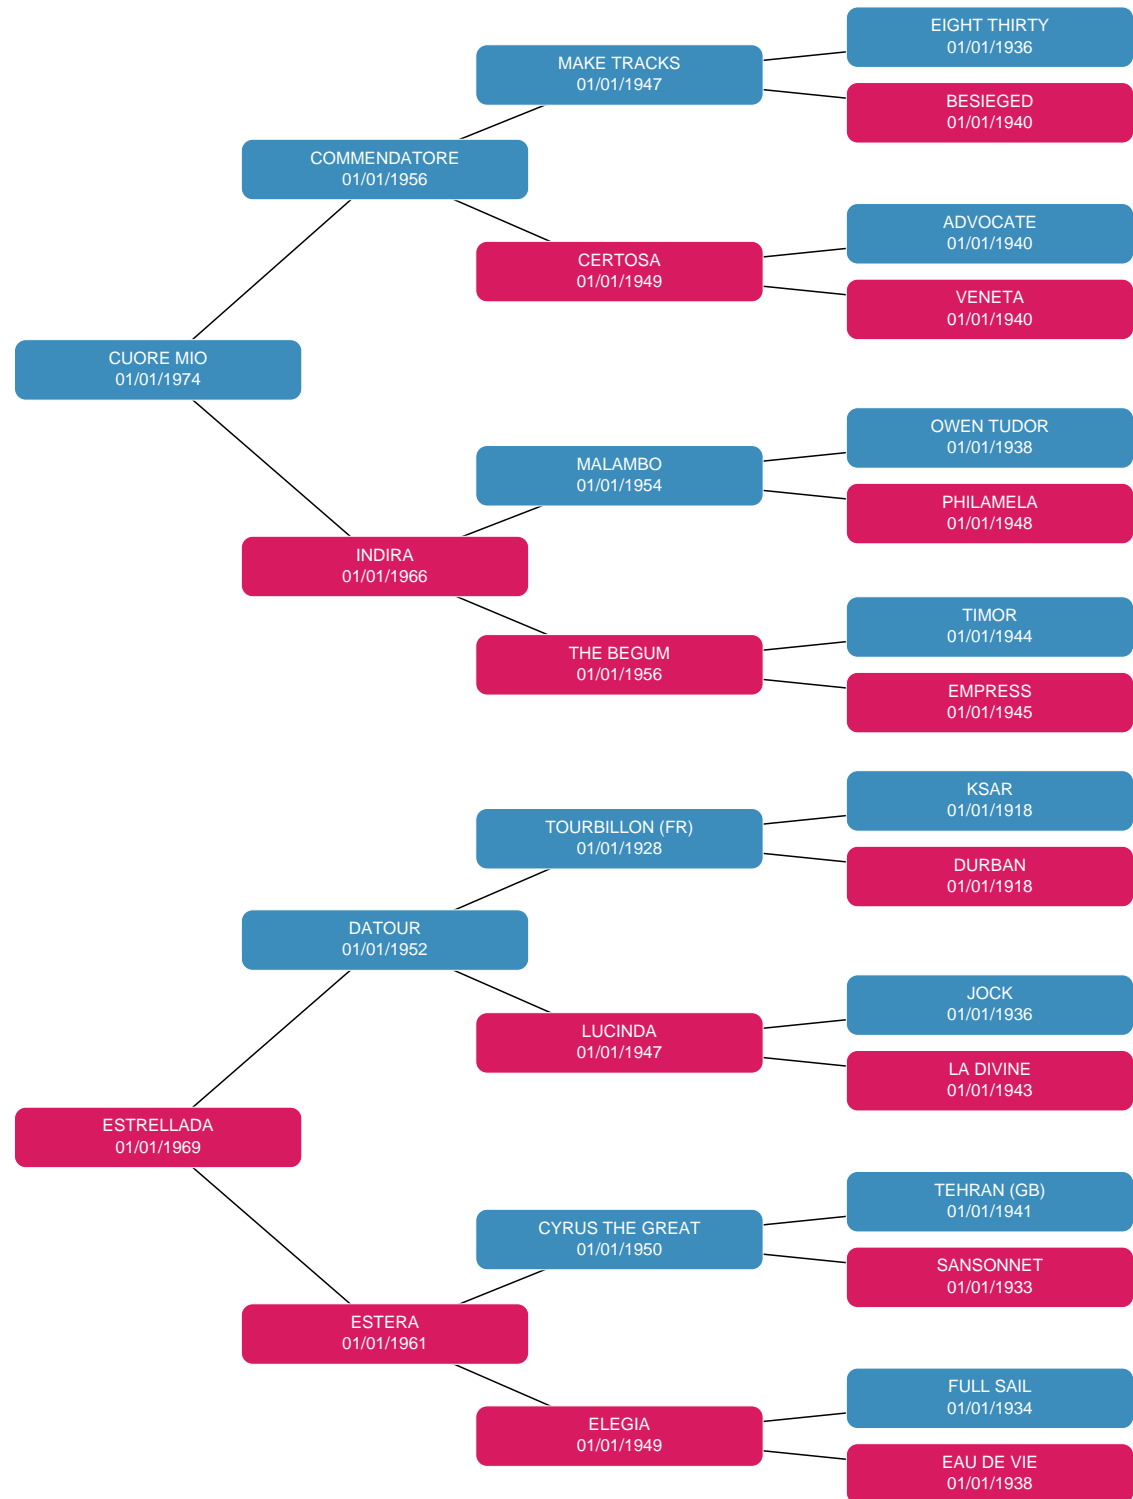 EIGHT THIRTY
01/01/1936
MAKE TRACKS
01/01/1947
BESIEGED
01/01/1940
COMMENDATORE
01/01/1956
ADVOCATE
01/01/1940
CERTOSA
01/01/1949
VENETA
01/01/1940
CUORE MIO
01/01/1974
OWEN TUDOR
01/01/1938
MALAMBO
01/01/1954
PHILAMELA
01/01/1948
INDIRA
01/01/1966
TIMOR
01/01/1944
THE BEGUM
01/01/1956
EMPRESS
01/01/1945
KSAR
01/01/1918
TOURBILLON (FR)
01/01/1928
DURBAN
01/01/1918
DATOUR
01/01/1952
JOCK
01/01/1936
LUCINDA
01/01/1947
LA DIVINE
01/01/1943
ESTRELLADA
01/01/1969
TEHRAN (GB)
01/01/1941
CYRUS THE GREAT
01/01/1950
SANSONNET
01/01/1933
ESTERA
01/01/1961
FULL SAIL
01/01/1934
ELEGIA
01/01/1949
EAU DE VIE
01/01/1938